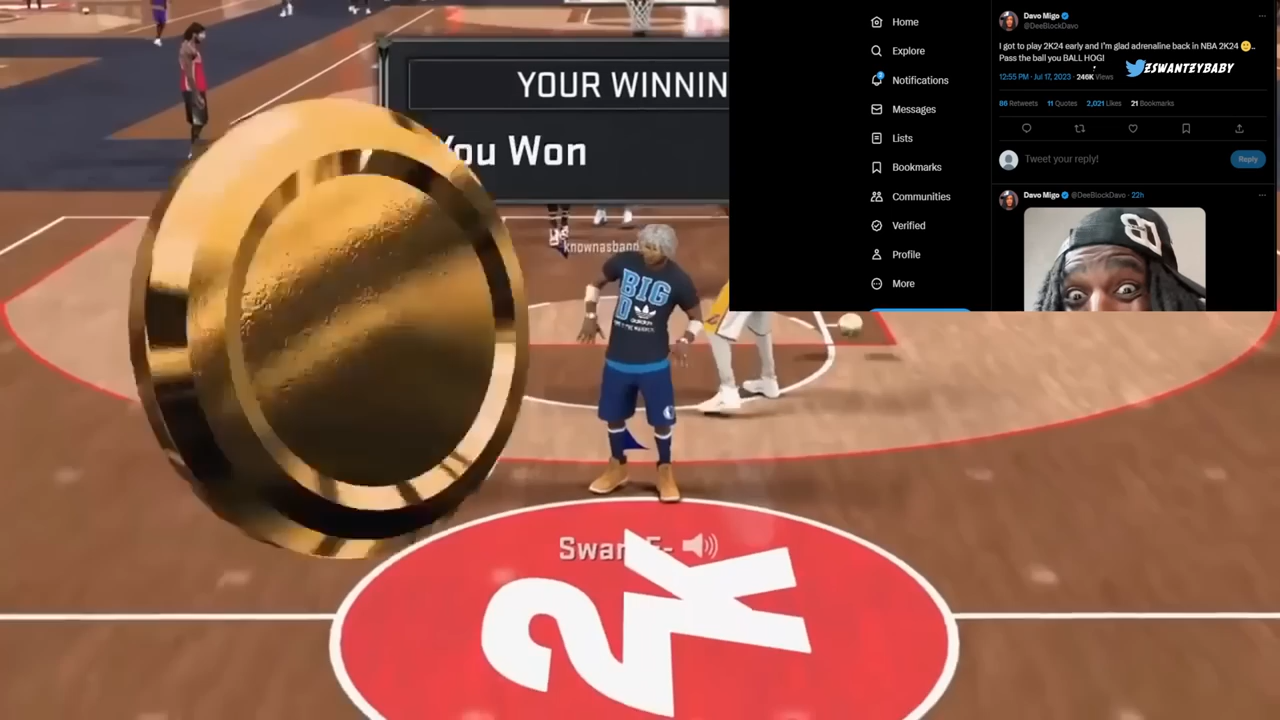 YOUR WINNIN
You Won
knownasbann
BIG
D
Swan
2K
Home
Explore
Notifications
Messages
Lists
Bookmarks
Communities
Verified
Profile
More
Davo Migo
@DeeBlockDavo
I got to play 2K24 early and I'm glad adrenaline back in NBA 2K24 🙂..
Pass the ball you BALL HOG!
12:55 PM · Jul 17, 2023 · 246K Views
ZSWANTZYBABY
86 Retweets 11 Quotes 2,021 Likes 21 Bookmarks
Tweet your reply!
Reply
Davo Migo @DeeBlockDavo · 22h